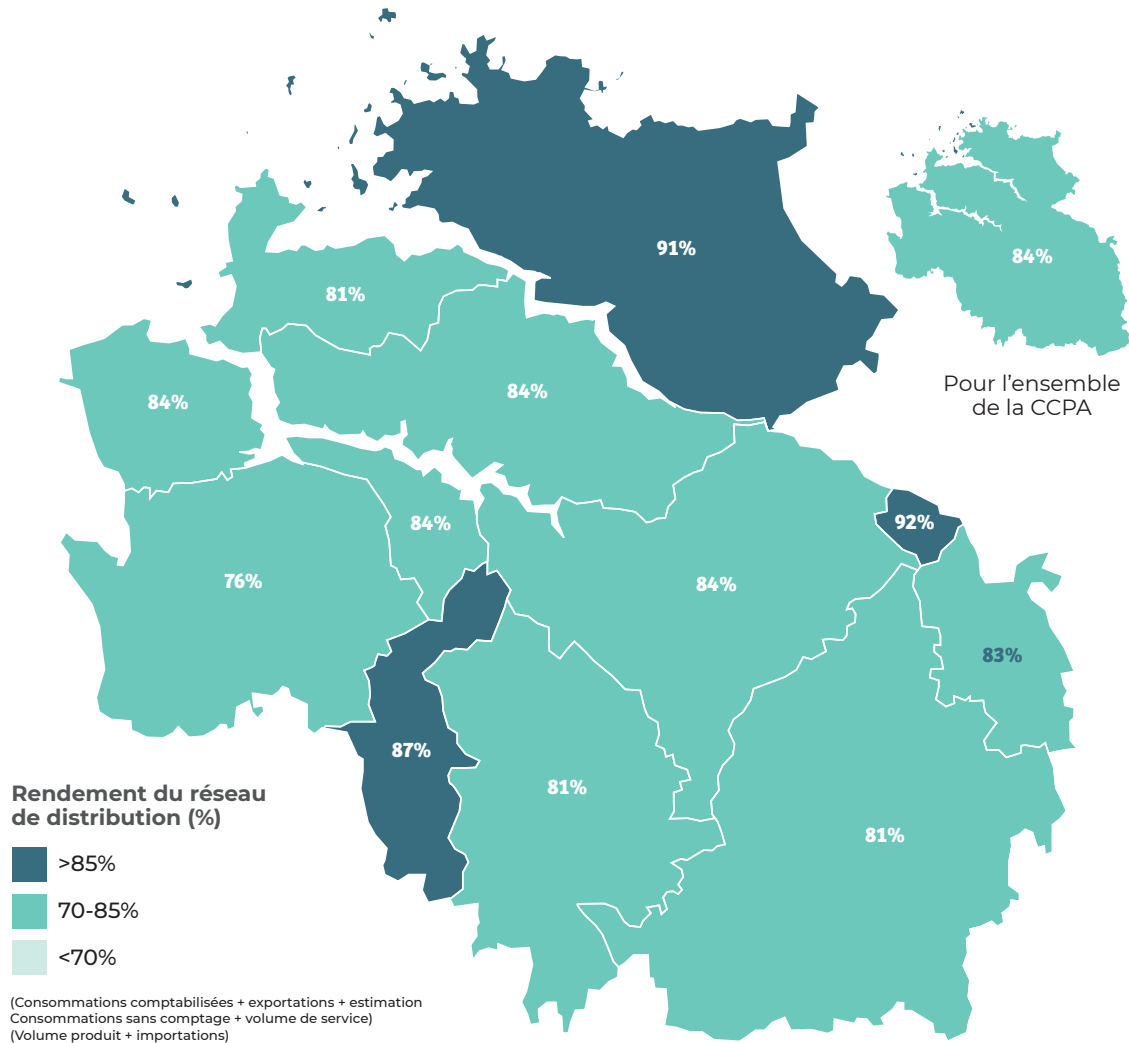 91%
84%
81%
Pour l’ensemble
de la CCPA
84%
84%
92%
84%
76%
84%
83%
87%
81%
81%
Rendement du réseau
de distribution (%)
>85%
70-85%
<70%
(Consommations comptabilisées + exportations + estimation
Consommations sans comptage + volume de service)
(Volume produit + importations)